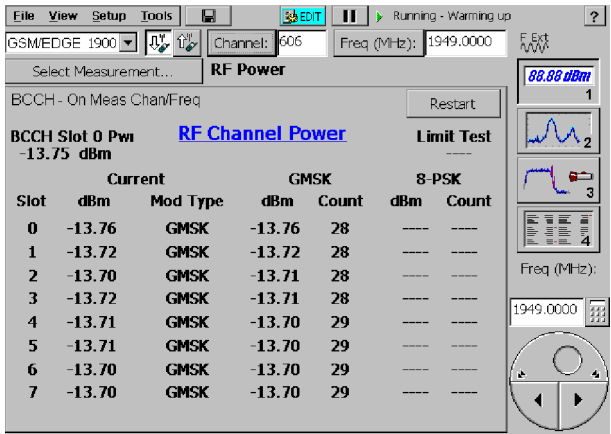 File View Setup Tools EDIT Running - Warming up ?
GSM/EDGE 1900 Channel: 606 Freq (MHz): 1949.0000 F Ext
Select Measurement... RF Power
88.88 dBm
1
BCCH - On Meas Chan/Freq Restart
BCCH Slot 0 Pwr RF Channel Power Limit Test
-13.75 dBm ----
2
Current GMSK 8-PSK
Slot dBm Mod Type dBm Count dBm Count
3
0 -13.76 GMSK -13.76 28 ---- ----
1 -13.72 GMSK -13.72 28 ---- ----
4
2 -13.70 GMSK -13.71 28 ---- ----
Freq (MHz):
3 -13.72 GMSK -13.71 28 ---- ----
1949.0000
4 -13.71 GMSK -13.70 29 ---- ----
5 -13.71 GMSK -13.70 29 ---- ----
6 -13.70 GMSK -13.70 29 ---- ----
7 -13.70 GMSK -13.70 29 ---- ----